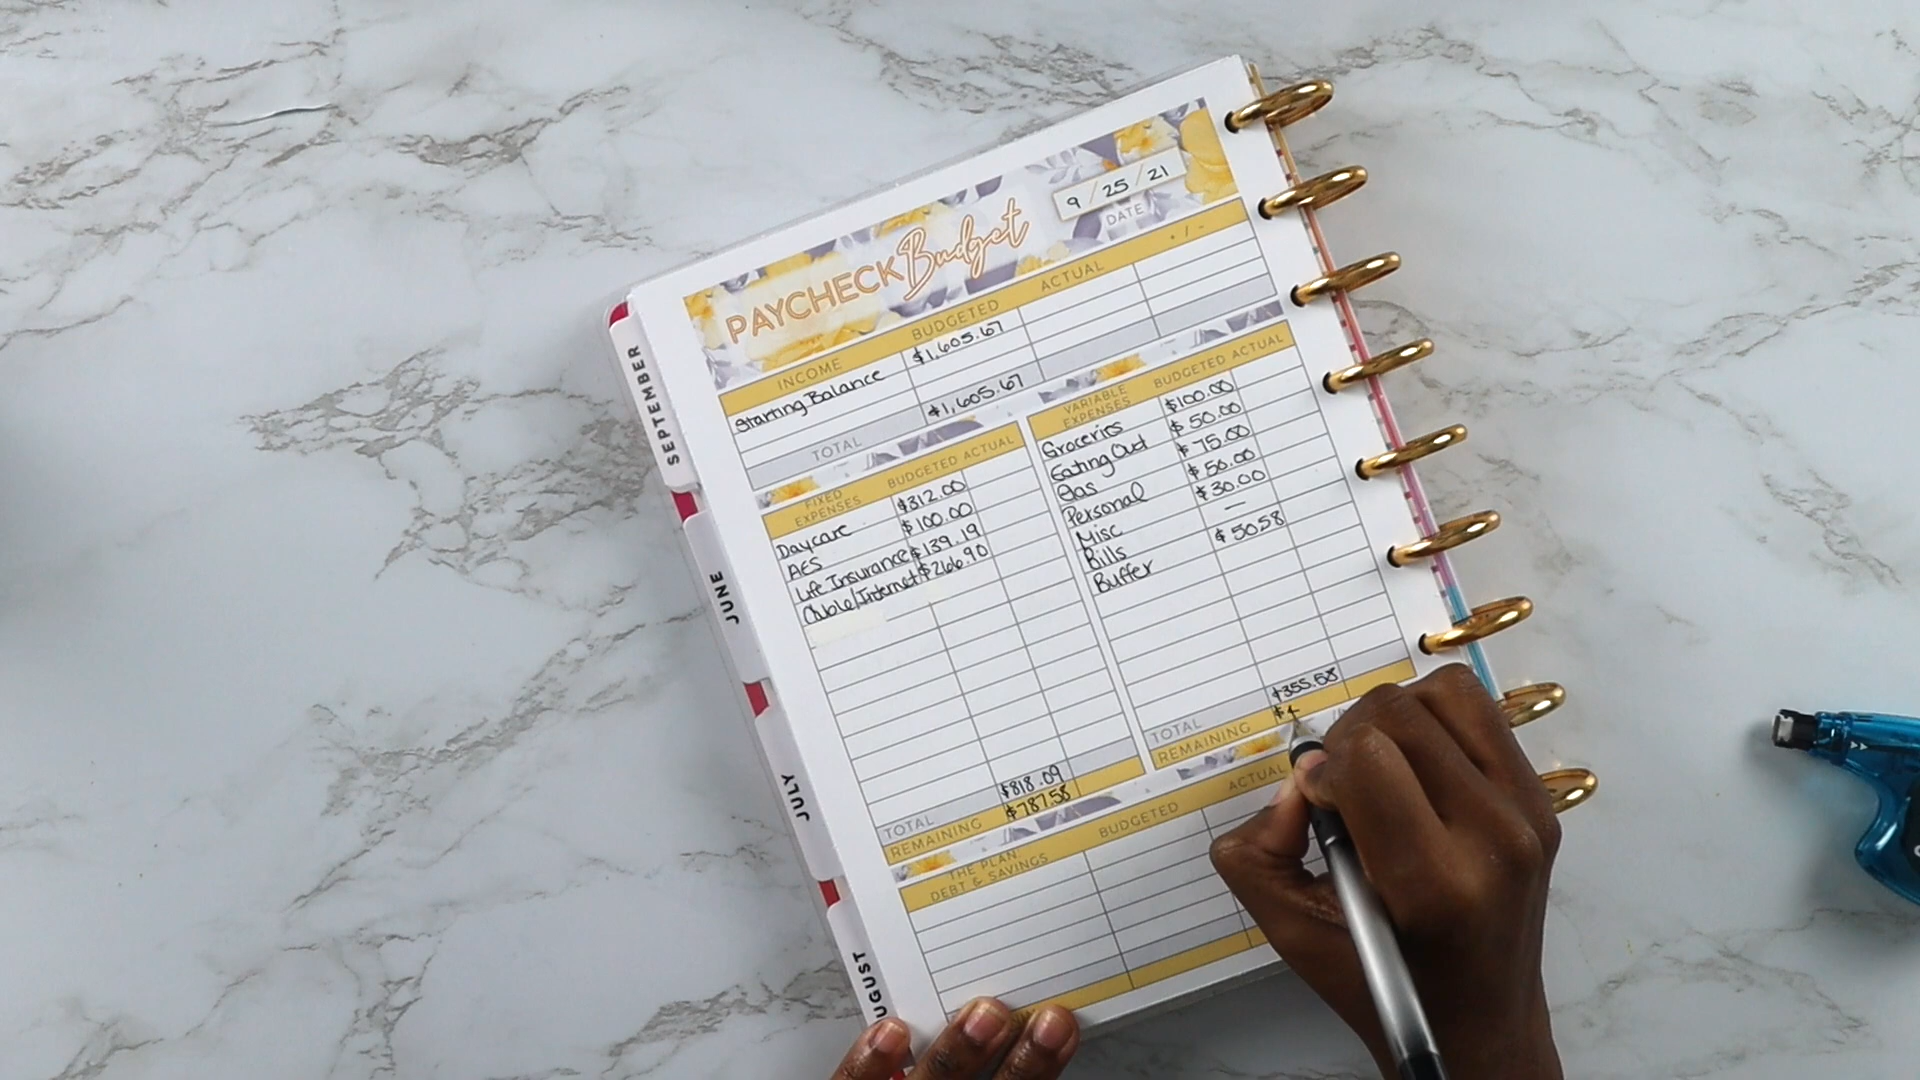 PAYCHECK Budget
9 / 25 / 21
DATE
INCOME BUDGETED ACTUAL + / -
Starting Balance $1,605.67
TOTAL $1,605.67
FIXED EXPENSES BUDGETED ACTUAL
Daycare $312.00
AES $100.00
Life Insurance $139.19
Cable/Internet $266.90
TOTAL $818.09
REMAINING $787.58
VARIABLE EXPENSES BUDGETED ACTUAL
Groceries $100.00
Eating Out $50.00
Gas $75.00
Personal $50.00
Misc $30.00
Bills —
Buffer $50.58
TOTAL $355.58
REMAINING $4
THE PLAN: DEBT & SAVINGS BUDGETED ACTUAL
SEPTEMBER
JUNE
JULY
UGUST